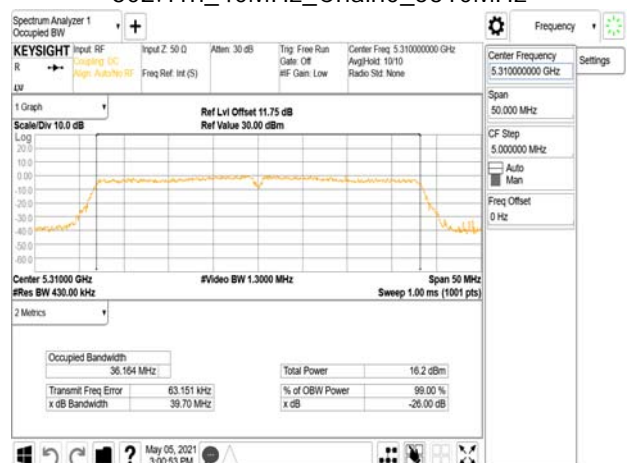 Spectrum Analyzer 1
Occupied BW
Frequency
KEYSIGHT Input: RF Input Z: 50 Ω Atten: 30 dB Trig: Free Run Center Freq: 5.310000000 GHz
R Coupling: DC Gate: Off Avg|Hold: 10/10
Align: Auto/No RF Freq Ref: Int (S) #IF Gain: Low Radio Std: None
Center Frequency
5.310000000 GHz
Settings
Span
50.000 MHz
CF Step
5.000000 MHz
Auto
Man
Freq Offset
0 Hz
1 Graph
Ref Lvl Offset 11.75 dB
Scale/Div 10.0 dB Ref Value 30.00 dBm
Log
20.0
10.0
0.00
-10.0
-20.0
-30.0
-40.0
-50.0
-60.0
Center 5.31000 GHz #Video BW 1.3000 MHz Span 50 MHz
#Res BW 430.00 kHz Sweep 1.00 ms (1001 pts)
2 Metrics
Occupied Bandwidth
36.164 MHz Total Power 16.2 dBm
Transmit Freq Error 63.151 kHz % of OBW Power 99.00 %
x dB Bandwidth 39.70 MHz x dB -26.00 dB
? May 05, 2021
3:00:53 PM